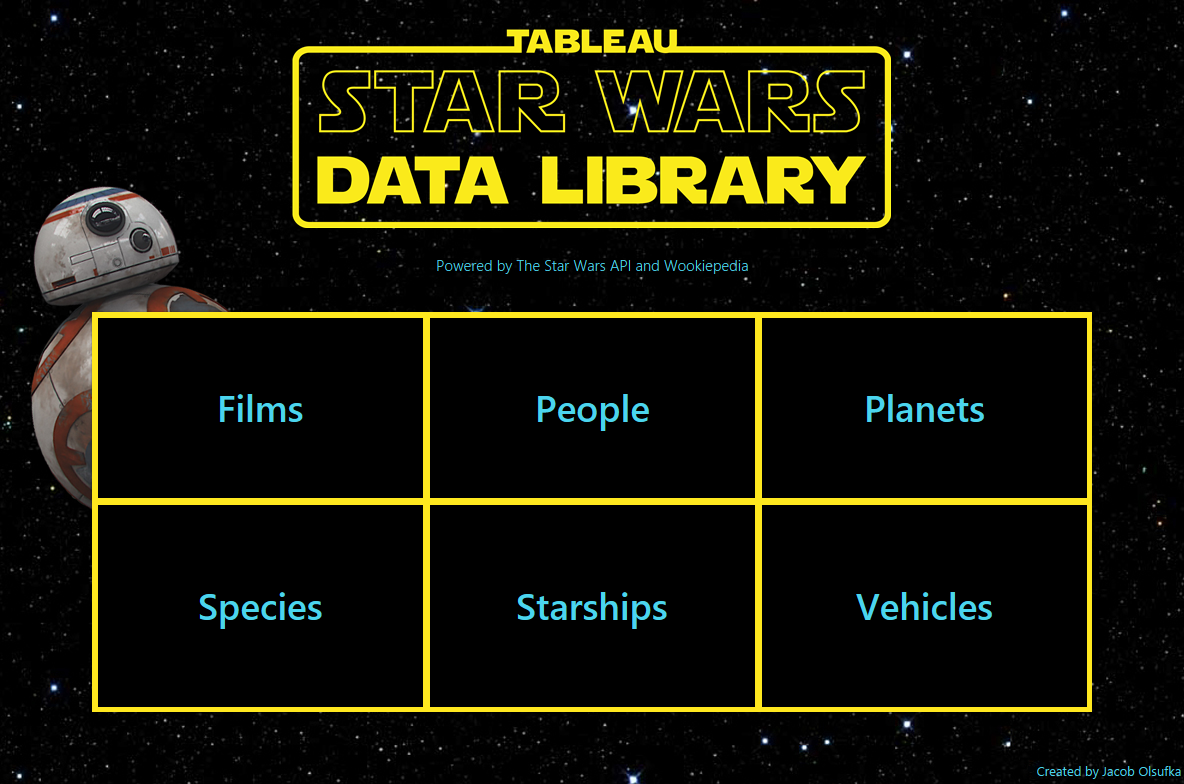 TABLEAU
STAR WARS
DATA LIBRARY
Powered by The Star Wars API and Wookiepedia
Films
People
Planets
Species
Starships
Vehicles
Created by Jacob Olsufka